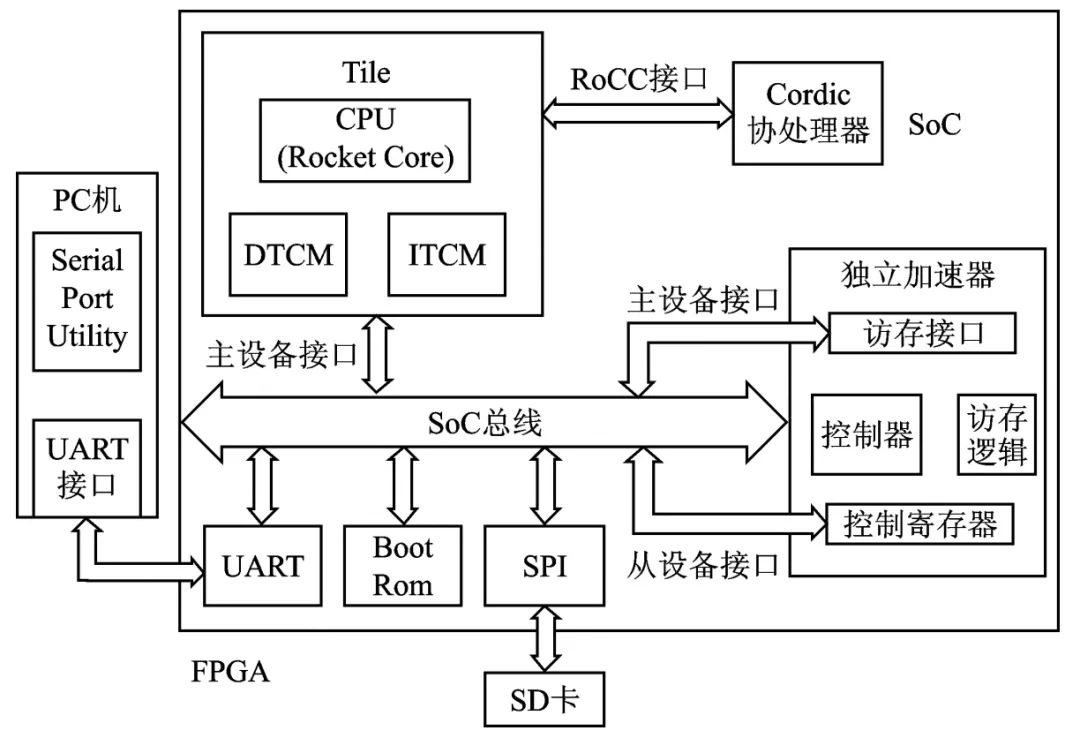 Tile
CPU
(Rocket Core)
DTCM
ITCM
RoCC接口
Cordic
协处理器
SoC
PC机
Serial
Port
Utility
UART
接口
主设备接口
主设备接口
独立加速器
访存接口
控制器
访存
逻辑
控制寄存器
SoC总线
从设备接口
UART
Boot
Rom
SPI
FPGA
SD卡